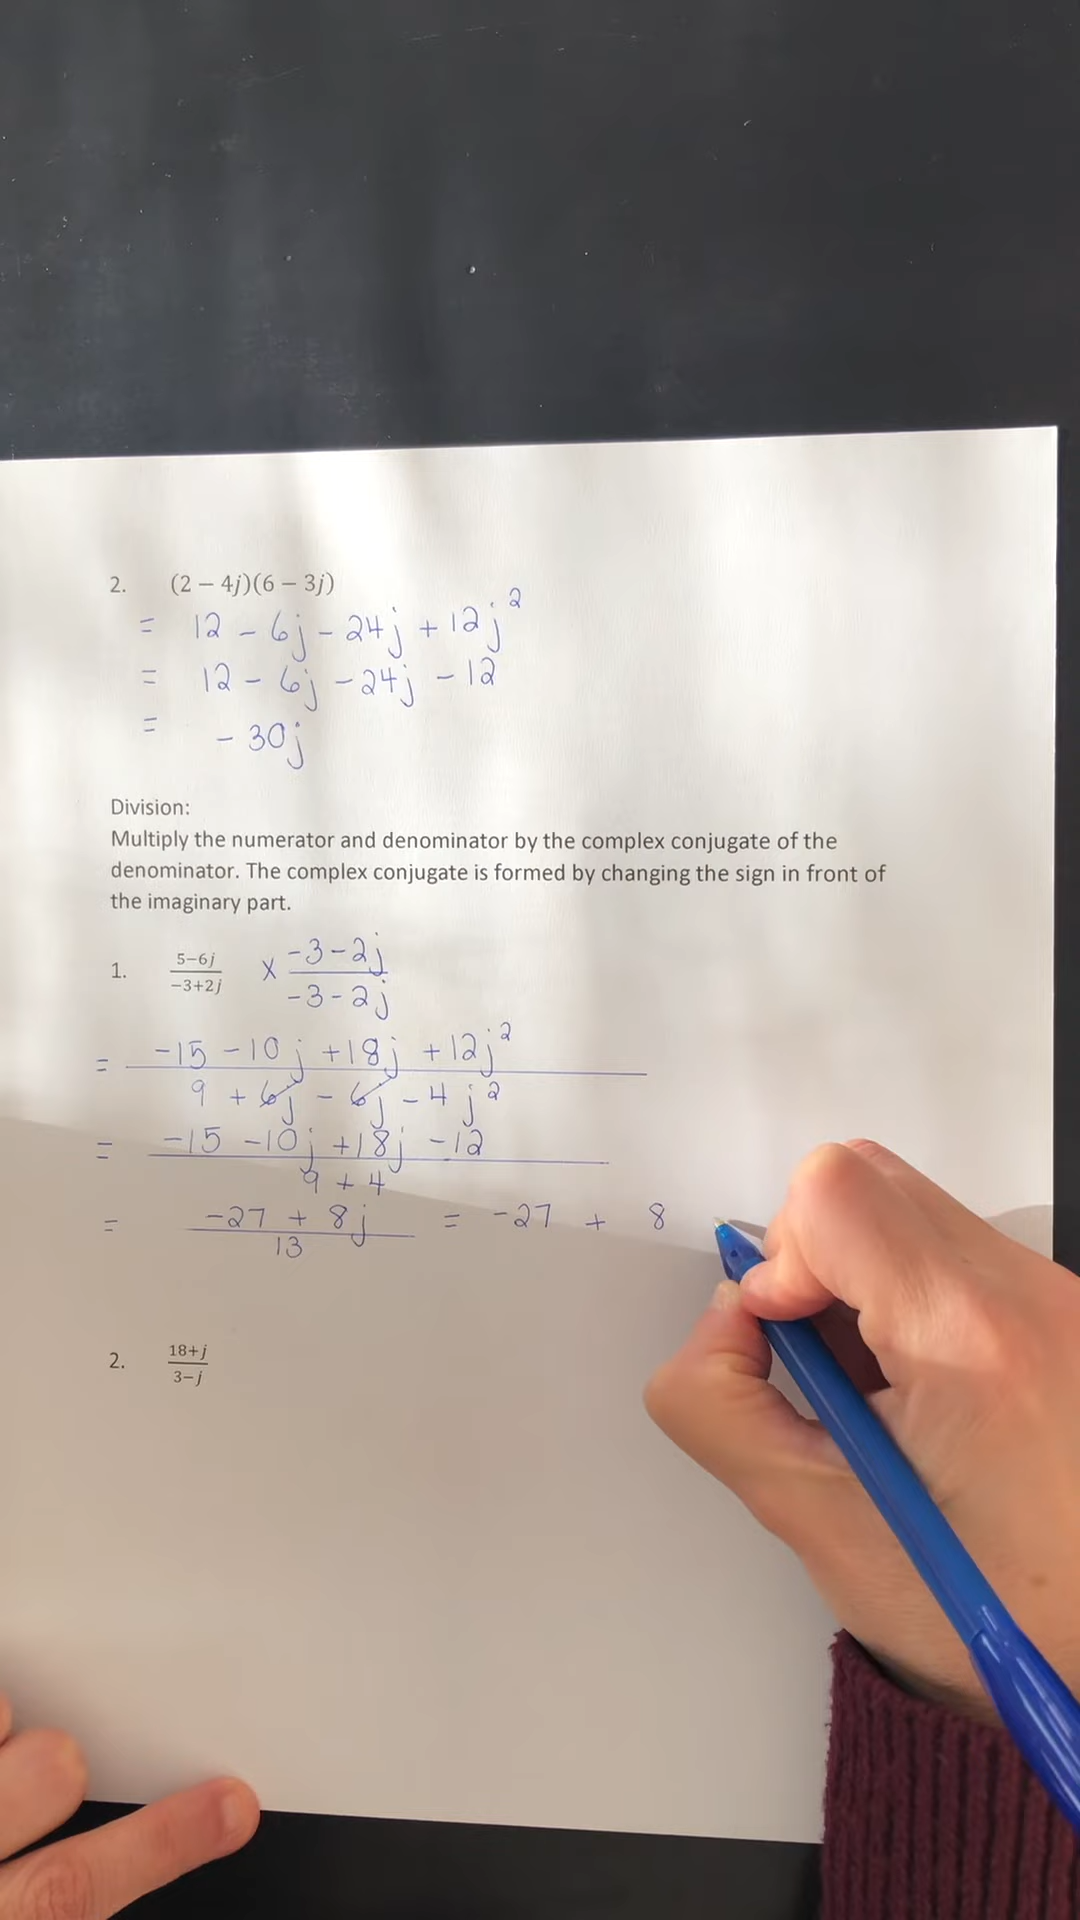 2. (2 – 4j)(6 – 3j)
= 12 - 6j - 24j + 12j²
= 12 - 6j - 24j - 12
= - 30j
Division:
Multiply the numerator and denominator by the complex conjugate of the
denominator. The complex conjugate is formed by changing the sign in front of
the imaginary part.
1. 5−6j / −3+2j × -3-2j / -3-2j
= -15 -10j +18j +12j²
9 + 6j - 6j - 4j²
= -15 -10j +18j -12
9 + 4
= -27 + 8j / 13 = -27 + 8
2. 18+j / 3−j